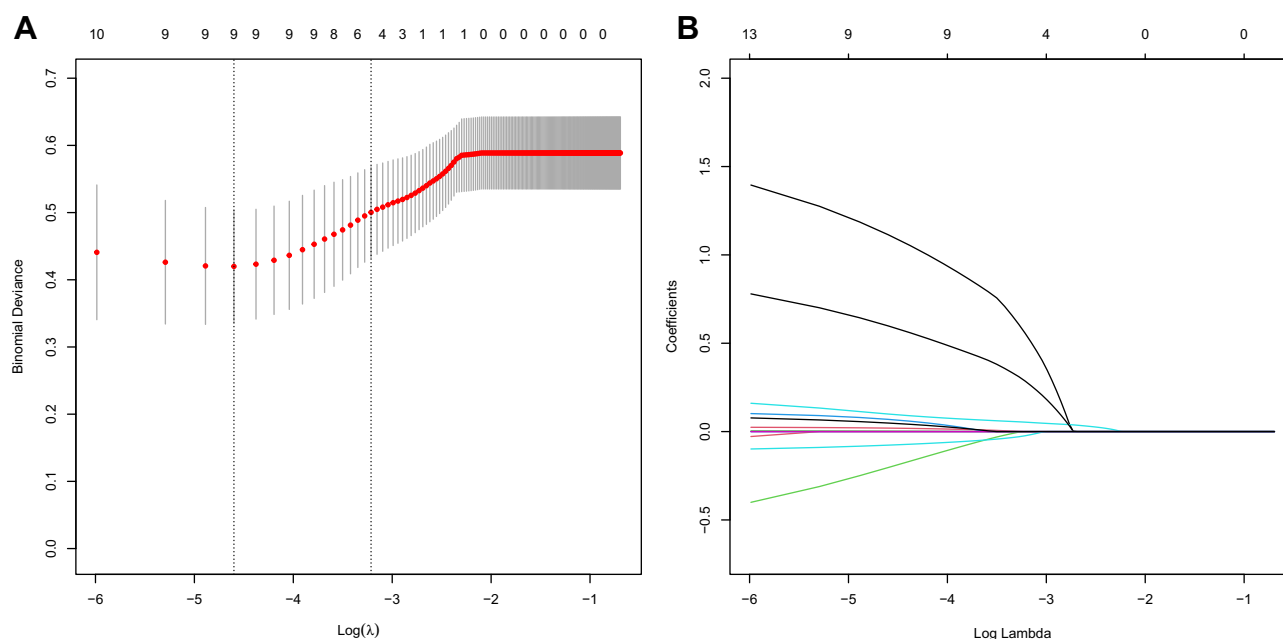 A
10 9 9 9 9 9 9 8 6 4 3 1 1 1 0 0 0 0 0 0 0
0.7
0.6
0.5
0.4
0.3
0.2
0.1
0.0
Binomial Deviance
−6 −5 −4 −3 −2 −1
Log(λ)
B
13 9 9 4 0 0
2.0
1.5
1.0
0.5
0.0
−0.5
Coefficients
−6 −5 −4 −3 −2 −1
Log Lambda